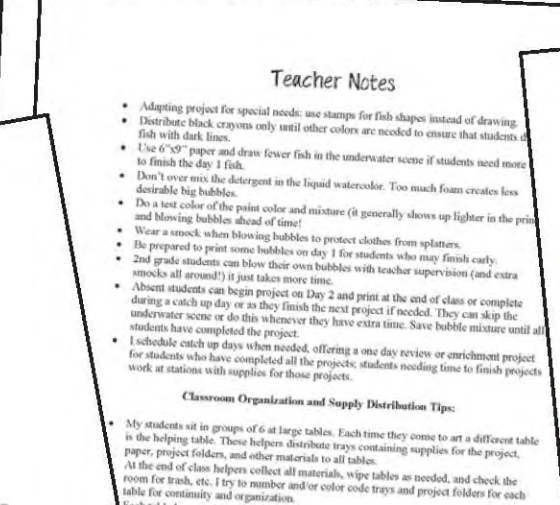 Teacher Notes
• Adapting project for special needs: use stamps for fish shapes instead of drawing.
• Distribute black crayons only until other colors are needed to ensure that students d
fish with dark lines.
• Use 6"x9" paper and draw fewer fish in the underwater scene if students need more
to finish the day 1 fish.
• Don't over mix the detergent in the liquid watercolor. Too much foam creates less
desirable big bubbles.
• Do a test color of the paint color and mixture (it generally shows up lighter in the prin
and blowing bubbles ahead of time!
• Wear a smock when blowing bubbles to protect clothes from splatters.
• Be prepared to print some bubbles on day 1 for students who may finish early.
• 2nd grade students can blow their own bubbles with teacher supervision (and extra
smocks all around!) it just takes more time.
• Absent students can begin project on Day 2 and print at the end of class or complete
during a catch up day or as they finish the next project if needed. They can skip the
underwater scene or do this whenever they have extra time. Save bubble mixture until all
students have completed the project.
• I schedule catch up days when needed, offering a one day review or enrichment project
for students who have completed all the projects; students needing time to finish projects
work at stations with supplies for those projects.
Classroom Organization and Supply Distribution Tips:
• My students sit in groups of 6 at large tables. Each time they come to art a different table
is the helping table. These helpers distribute trays containing supplies for the project,
paper, project folders, and other materials to all tables.
At the end of class helpers collect all materials, wipe tables as needed, and check the
room for trash, etc. I try to number and/or color code trays and project folders for each
table for continuity and organization.